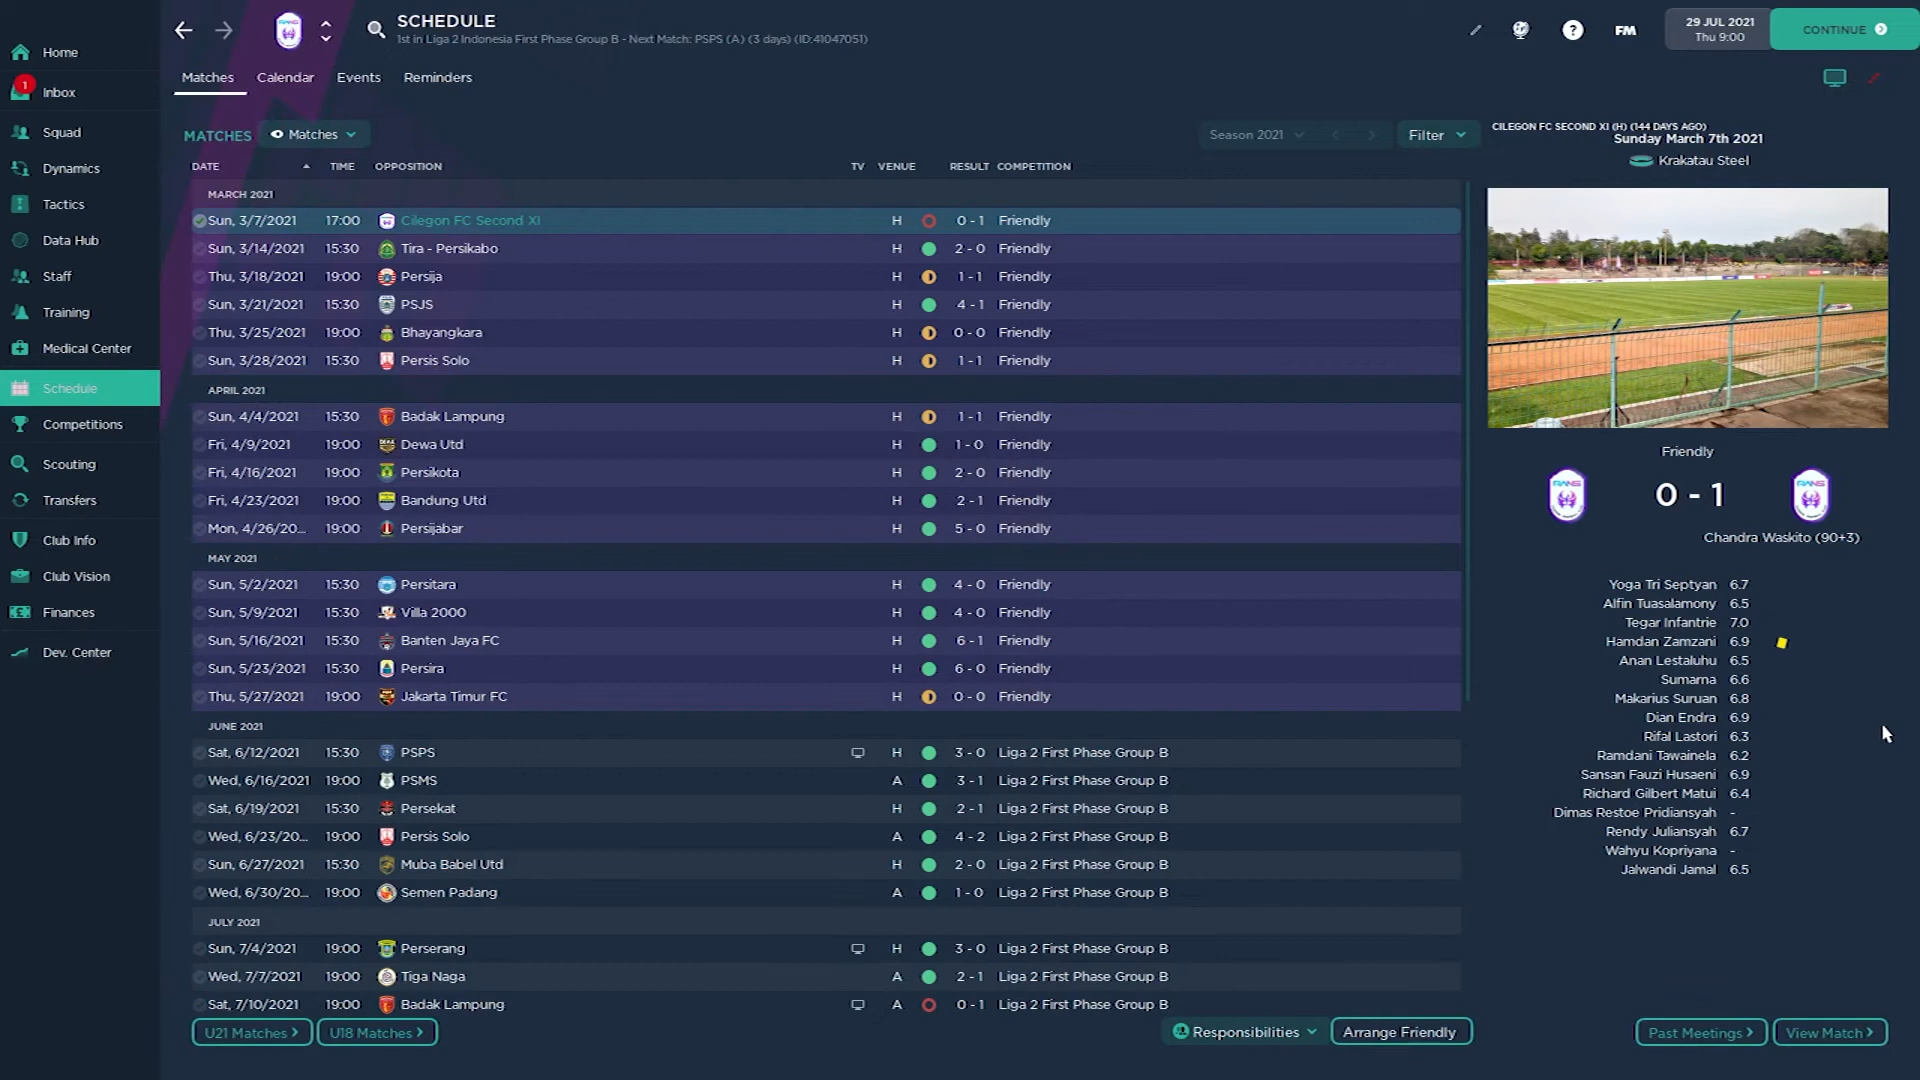 SCHEDULE
1st in Liga 2 Indonesia First Phase Group B - Next Match: PSPS (A) (3 days) (ID:41047051)
FM
29 JUL 2021
Thu 9:00
CONTINUE
Home
1
Inbox
Squad
Dynamics
Tactics
Data Hub
Staff
Training
Medical Center
Schedule
Competitions
Scouting
Transfers
Club Info
Club Vision
Finances
Dev. Center
Matches Calendar Events Reminders
MATCHES Matches Season 2021 Filter
DATE TIME OPPOSITION TV VENUE RESULT COMPETITION
MARCH 2021
Sun, 3/7/2021 17:00 Cilegon FC Second XI H 0 - 1 Friendly
Sun, 3/14/2021 15:30 Tira - Persikabo H 2 - 0 Friendly
Thu, 3/18/2021 19:00 Persija H 1 - 1 Friendly
Sun, 3/21/2021 15:30 PSJS H 4 - 1 Friendly
Thu, 3/25/2021 19:00 Bhayangkara H 0 - 0 Friendly
Sun, 3/28/2021 15:30 Persis Solo H 1 - 1 Friendly
APRIL 2021
Sun, 4/4/2021 15:30 Badak Lampung H 1 - 1 Friendly
Fri, 4/9/2021 19:00 Dewa Utd H 1 - 0 Friendly
Fri, 4/16/2021 19:00 Persikota H 2 - 0 Friendly
Fri, 4/23/2021 19:00 Bandung Utd H 2 - 1 Friendly
Mon, 4/26/20... 19:00 Persijabar H 5 - 0 Friendly
MAY 2021
Sun, 5/2/2021 15:30 Persitara H 4 - 0 Friendly
Sun, 5/9/2021 15:30 Villa 2000 H 4 - 0 Friendly
Sun, 5/16/2021 15:30 Banten Jaya FC H 6 - 1 Friendly
Sun, 5/23/2021 15:30 Persira H 6 - 0 Friendly
Thu, 5/27/2021 19:00 Jakarta Timur FC H 0 - 0 Friendly
JUNE 2021
Sat, 6/12/2021 15:30 PSPS H 3 - 0 Liga 2 First Phase Group B
Wed, 6/16/2021 19:00 PSMS A 3 - 1 Liga 2 First Phase Group B
Sat, 6/19/2021 15:30 Persekat H 2 - 1 Liga 2 First Phase Group B
Wed, 6/23/20... 19:00 Persis Solo A 4 - 2 Liga 2 First Phase Group B
Sun, 6/27/2021 15:30 Muba Babel Utd H 2 - 0 Liga 2 First Phase Group B
Wed, 6/30/20... 19:00 Semen Padang A 1 - 0 Liga 2 First Phase Group B
JULY 2021
Sun, 7/4/2021 19:00 Perserang H 3 - 0 Liga 2 First Phase Group B
Wed, 7/7/2021 19:00 Tiga Naga A 2 - 1 Liga 2 First Phase Group B
Sat, 7/10/2021 19:00 Badak Lampung A 0 - 1 Liga 2 First Phase Group B
U21 Matches > U18 Matches > Responsibilities Arrange Friendly
CILEGON FC SECOND XI (H) (144 DAYS AGO)
Sunday March 7th 2021
Krakatau Steel
Friendly
RANS 0 - 1 RANS
Chandra Waskito (90+3)
Yoga Tri Septyan 6.7
Alfin Tuasalamony 6.5
Tegar Infantrie 7.0
Hamdan Zamzani 6.9
Anan Lestaluhu 6.5
Sumarna 6.6
Makarius Suruan 6.8
Dian Endra 6.9
Rifal Lastori 6.3
Ramdani Tawainela 6.2
Sansan Fauzi Husaeni 6.9
Richard Gilbert Matui 6.4
Dimas Restoe Pridiansyah -
Rendy Juliansyah 6.7
Wahyu Kopriyana -
Jalwandi Jamal 6.5
Past Meetings > View Match >